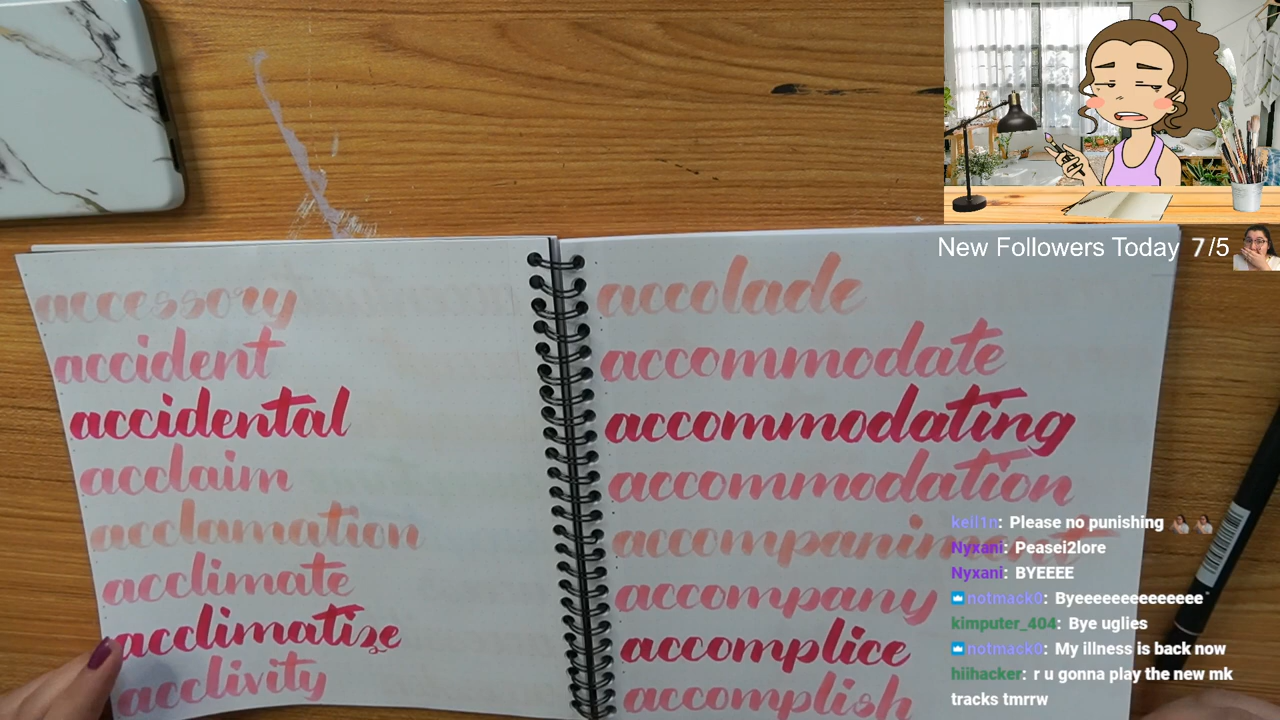 New Followers Today 7/5
accessory
accident
accidental
acclaim
acclamation
acclimate
acclimatise
acclivity
accolade
accommodate
accommodating
accommodation
accompaniment
accompany
accomplice
accomplish
keil1n: Please no punishing
Nyxani: Peasei2lore
Nyxani: BYEEEE
notmack0: Byeeeeeeeeeeeeee
kimputer_404: Bye uglies
notmack0: My illness is back now
hiihacker: r u gonna play the new mk
tracks tmrrw